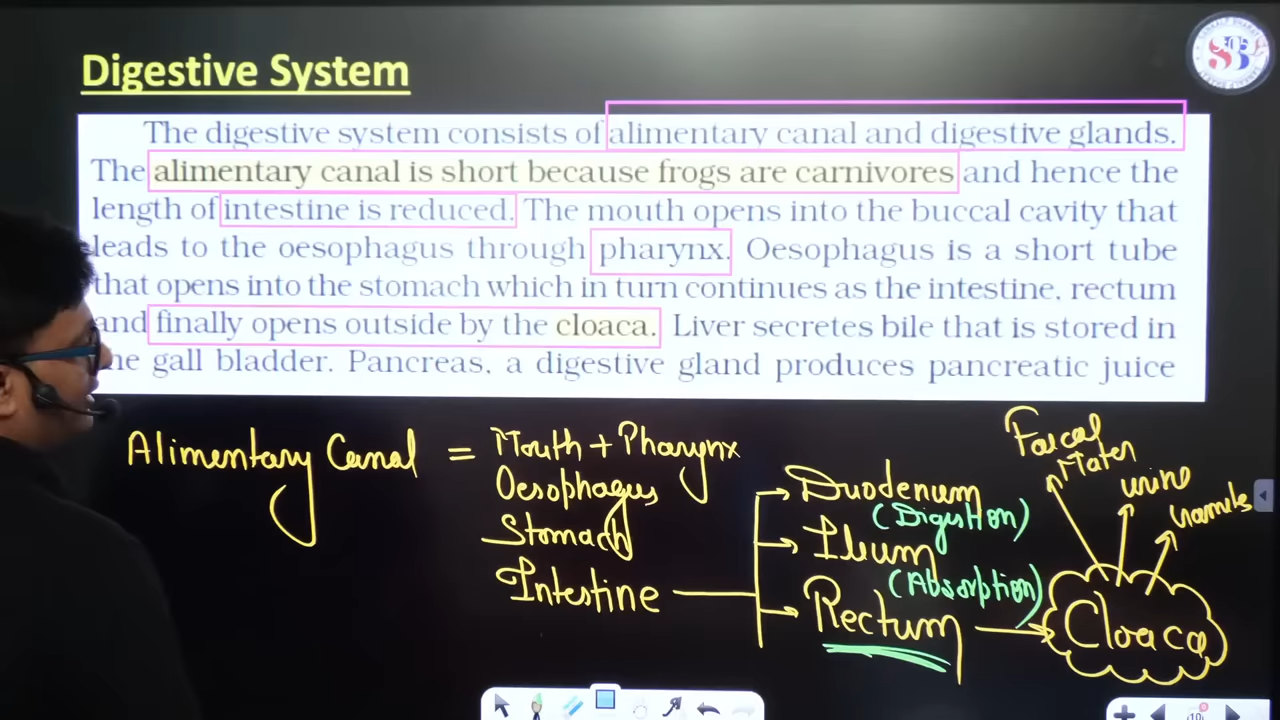 Digestive System
The digestive system consists of alimentary canal and digestive glands.
The alimentary canal is short because frogs are carnivores and hence the
length of intestine is reduced. The mouth opens into the buccal cavity that
leads to the oesophagus through pharynx. Oesophagus is a short tube
that opens into the stomach which in turn continues as the intestine, rectum
and finally opens outside by the cloaca. Liver secretes bile that is stored in
the gall bladder. Pancreas, a digestive gland produces pancreatic juice
Alimentary Canal = Mouth + Pharynx
Oesophagus
Stomach
Intestine
Duodenum
(Digestion)
Ileum
(Absorption)
Rectum
Cloaca
Faecal
Mater
urine